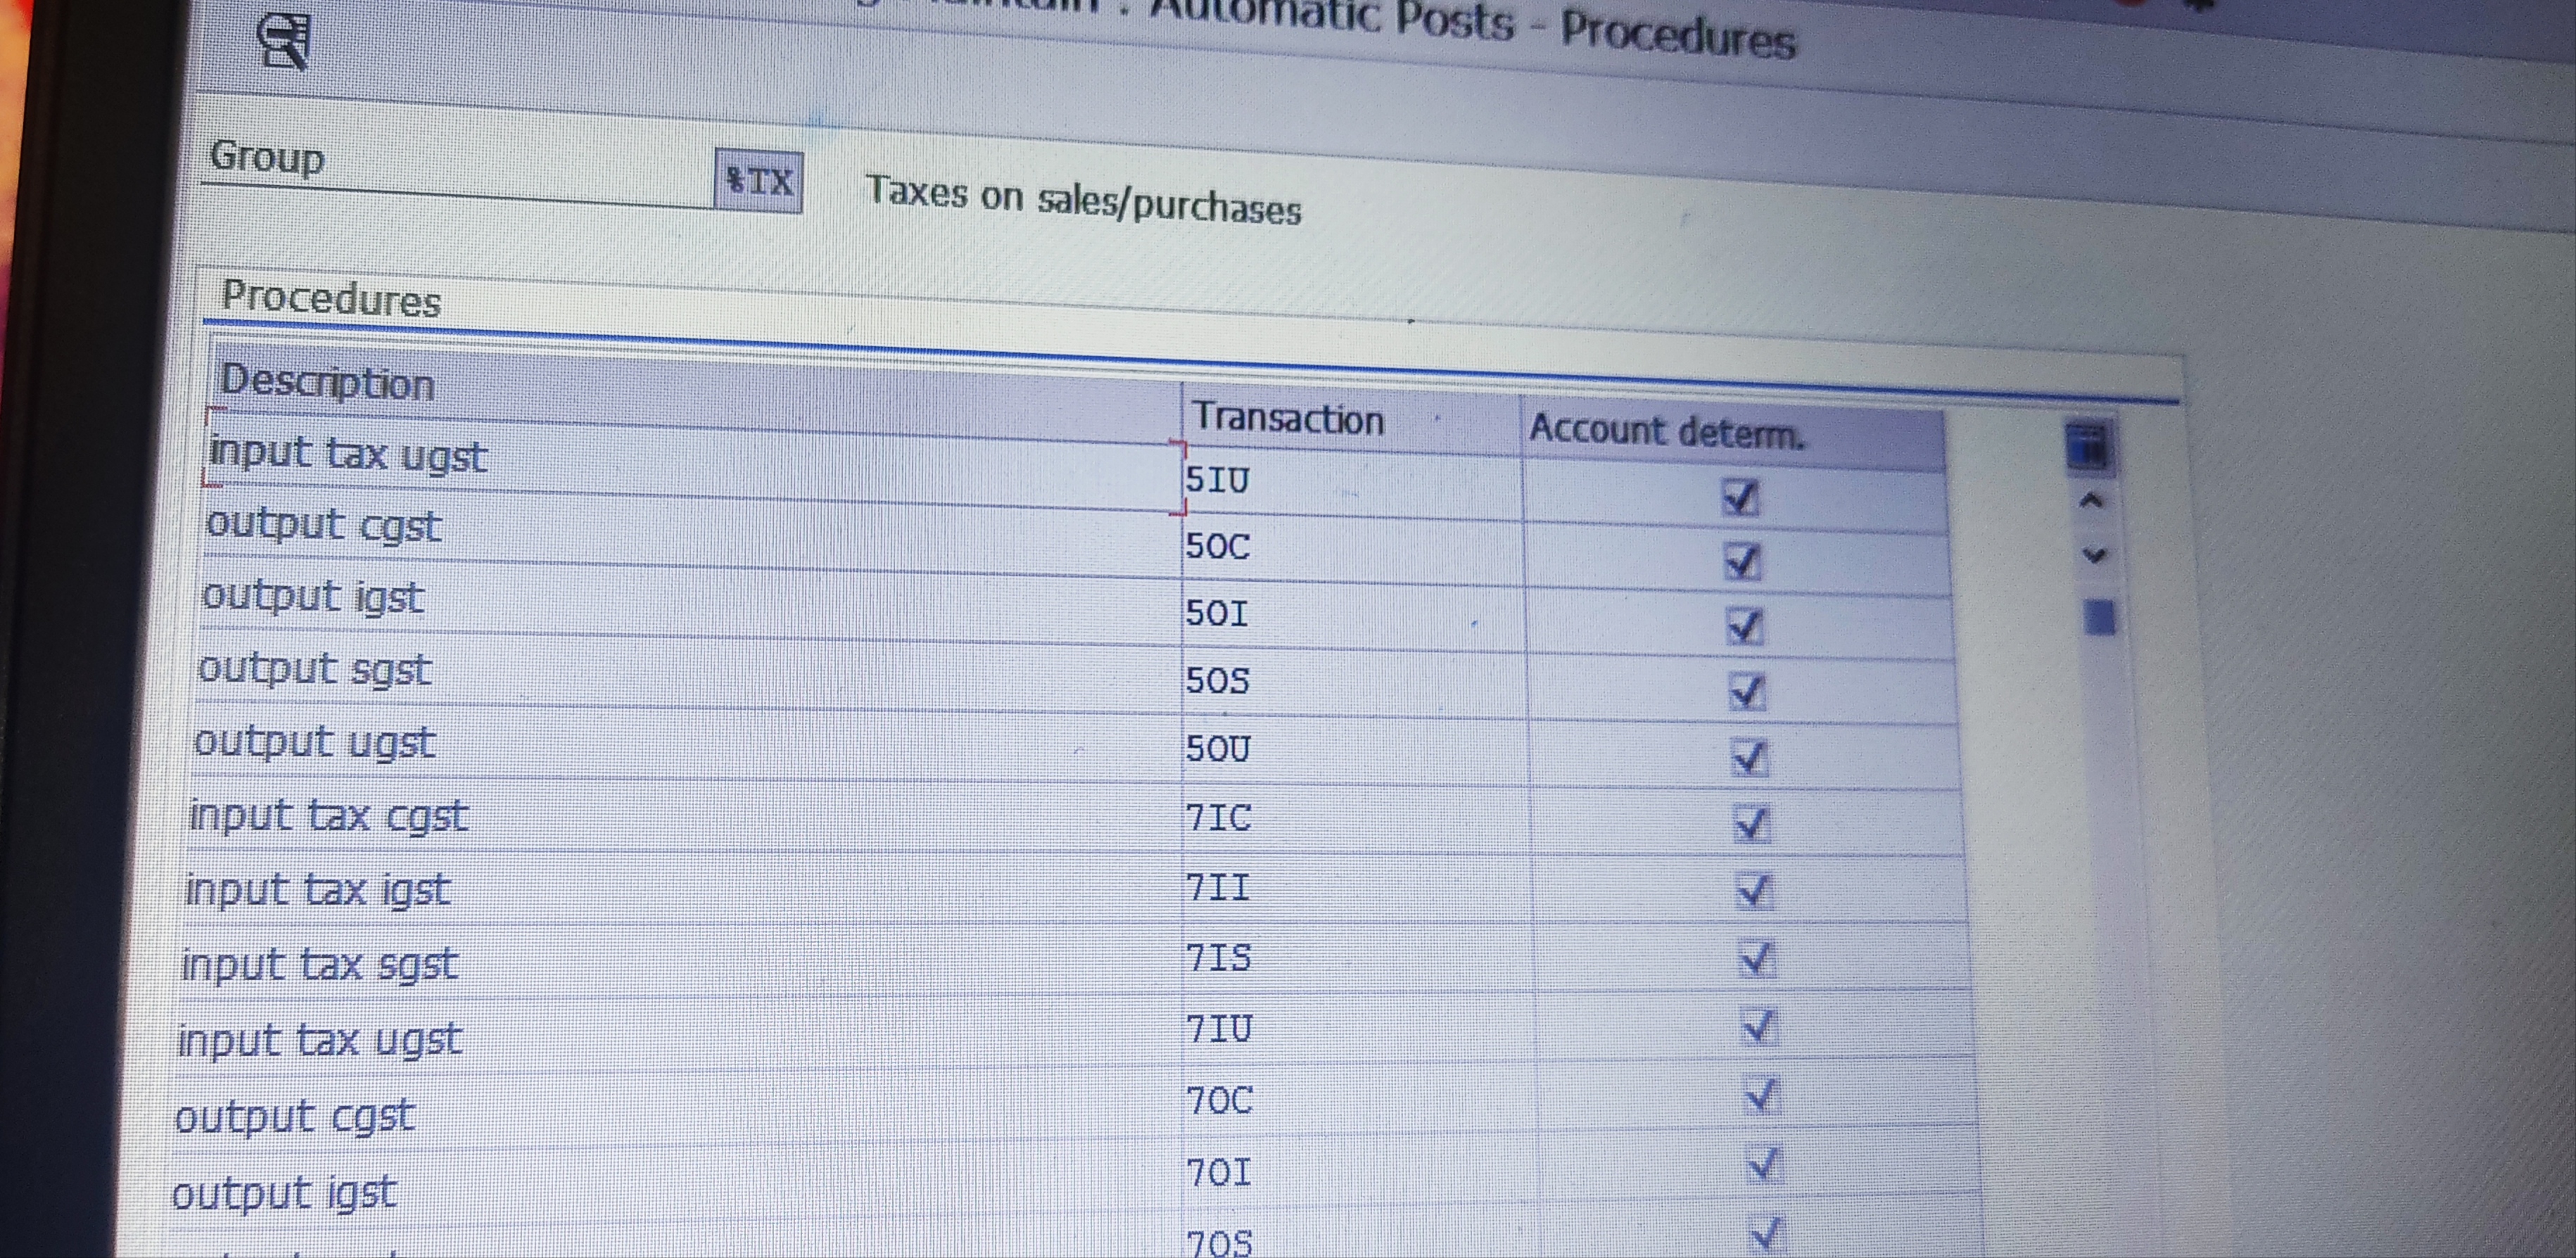 : Automatic Posts - Procedures
Group %TX Taxes on sales/purchases
Procedures
Description Transaction Account determ.
input tax ugst 5IU
output cgst 5OC
output igst 5OI
output sgst 5OS
output ugst 5OU
input tax cgst 7IC
input tax igst 7II
input tax sgst 7IS
input tax ugst 7IU
output cgst 7OC
output igst 7OI
7OS